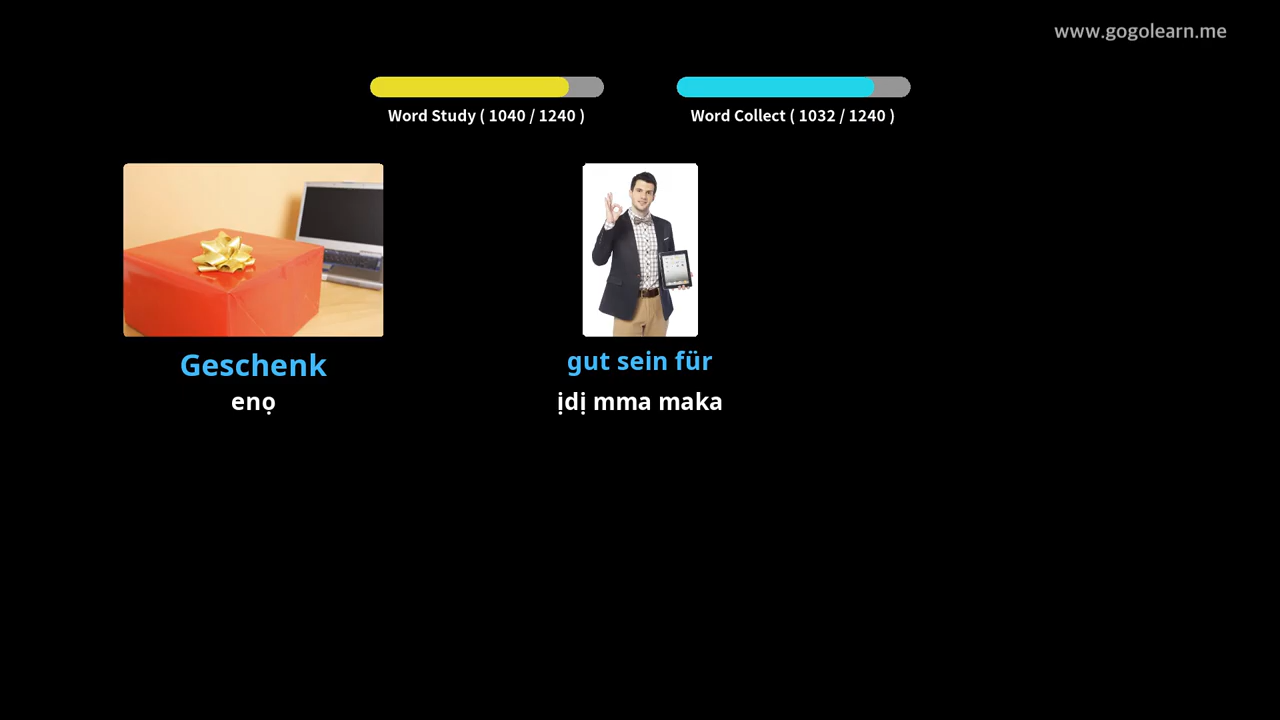 www.gogolearn.me
Word Study ( 1040 / 1240 )
Word Collect ( 1032 / 1240 )
Geschenk
enọ
gut sein für
ịdị mma maka